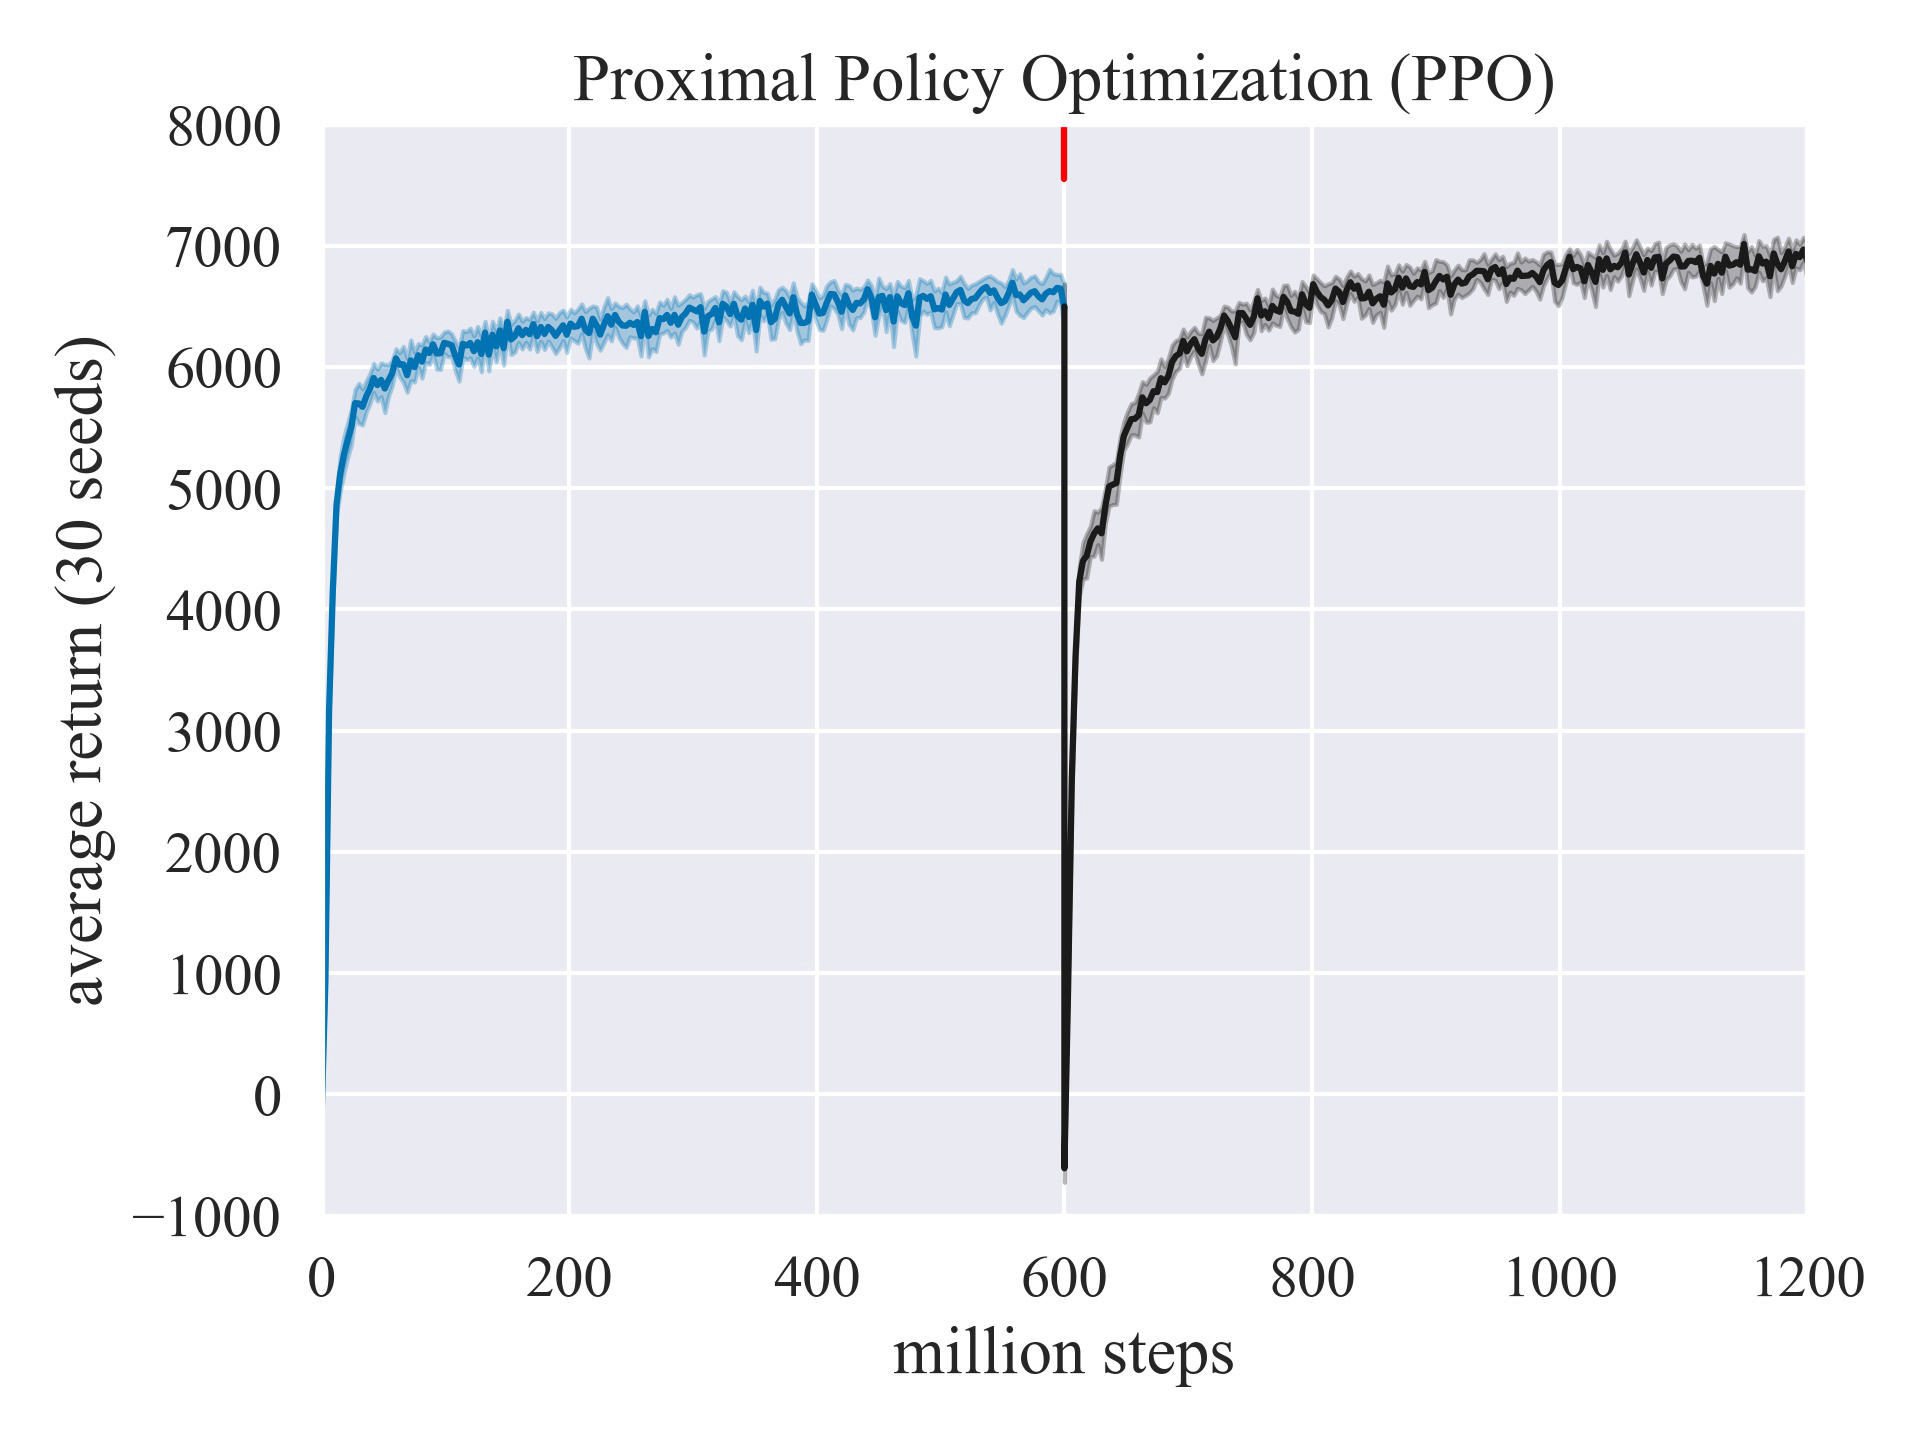 Proximal Policy Optimization (PPO)
8000
7000
6000
5000
4000
3000
2000
1000
0
−1000
average return (30 seeds)
0 200 400 600 800 1000 1200
million steps